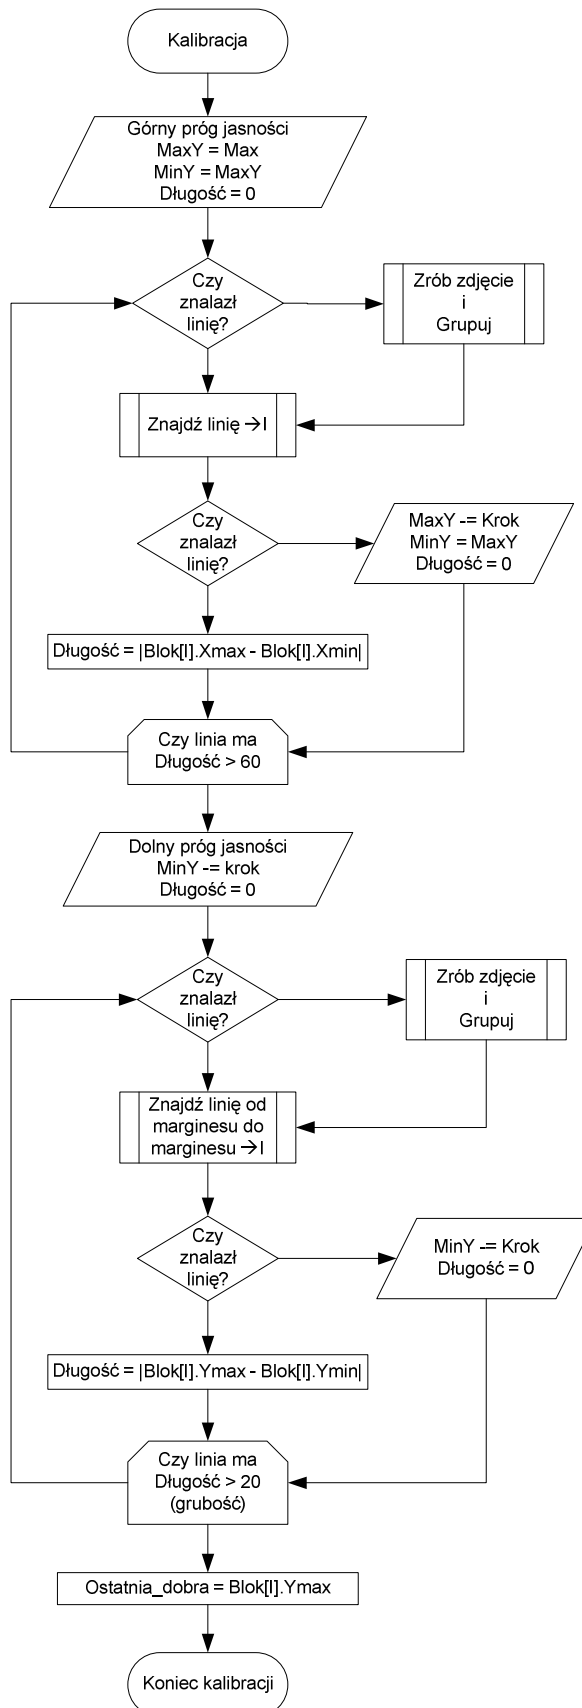 Kalibracja
Górny próg jasności
MaxY = Max
MinY = MaxY
Długość = 0
Czy
znalazł
linię?
Zrób zdjęcie
i
Grupuj
Znajdź linię →I
Czy
znalazł
linię?
MaxY -= Krok
MinY = MaxY
Długość = 0
Długość = |Blok[I].Xmax - Blok[I].Xmin|
Czy linia ma
Długość > 60
Dolny próg jasności
MinY -= krok
Długość = 0
Czy
znalazł
linię?
Zrób zdjęcie
i
Grupuj
Znajdź linię od
marginesu do
marginesu →I
Czy
znalazł
linię?
MinY -= Krok
Długość = 0
Długość = |Blok[I].Ymax - Blok[I].Ymin|
Czy linia ma
Długość > 20
(grubość)
Ostatnia_dobra = Blok[I].Ymax
Koniec kalibracji